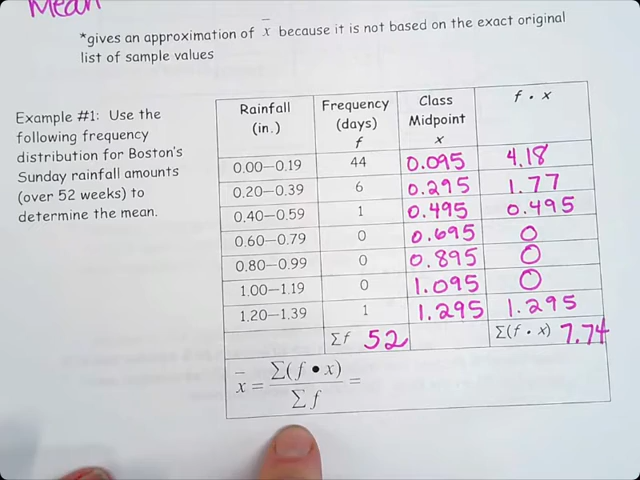 Mean
*gives an approximation of x̄ because it is not based on the exact original
list of sample values
Example #1: Use the
following frequency
distribution for Boston's
Sunday rainfall amounts
(over 52 weeks) to
determine the mean.
Rainfall (in.) Frequency (days) f Class Midpoint x f • x
0.00—0.19 44 0.095 4.18
0.20—0.39 6 0.295 1.77
0.40—0.59 1 0.495 0.495
0.60—0.79 0 0.695 0
0.80—0.99 0 0.895 0
1.00—1.19 0 1.095 0
1.20—1.39 1 1.295 1.295
Σf 52 Σ(f • x) 7.74
x̄ = Σ(f • x) / Σf =